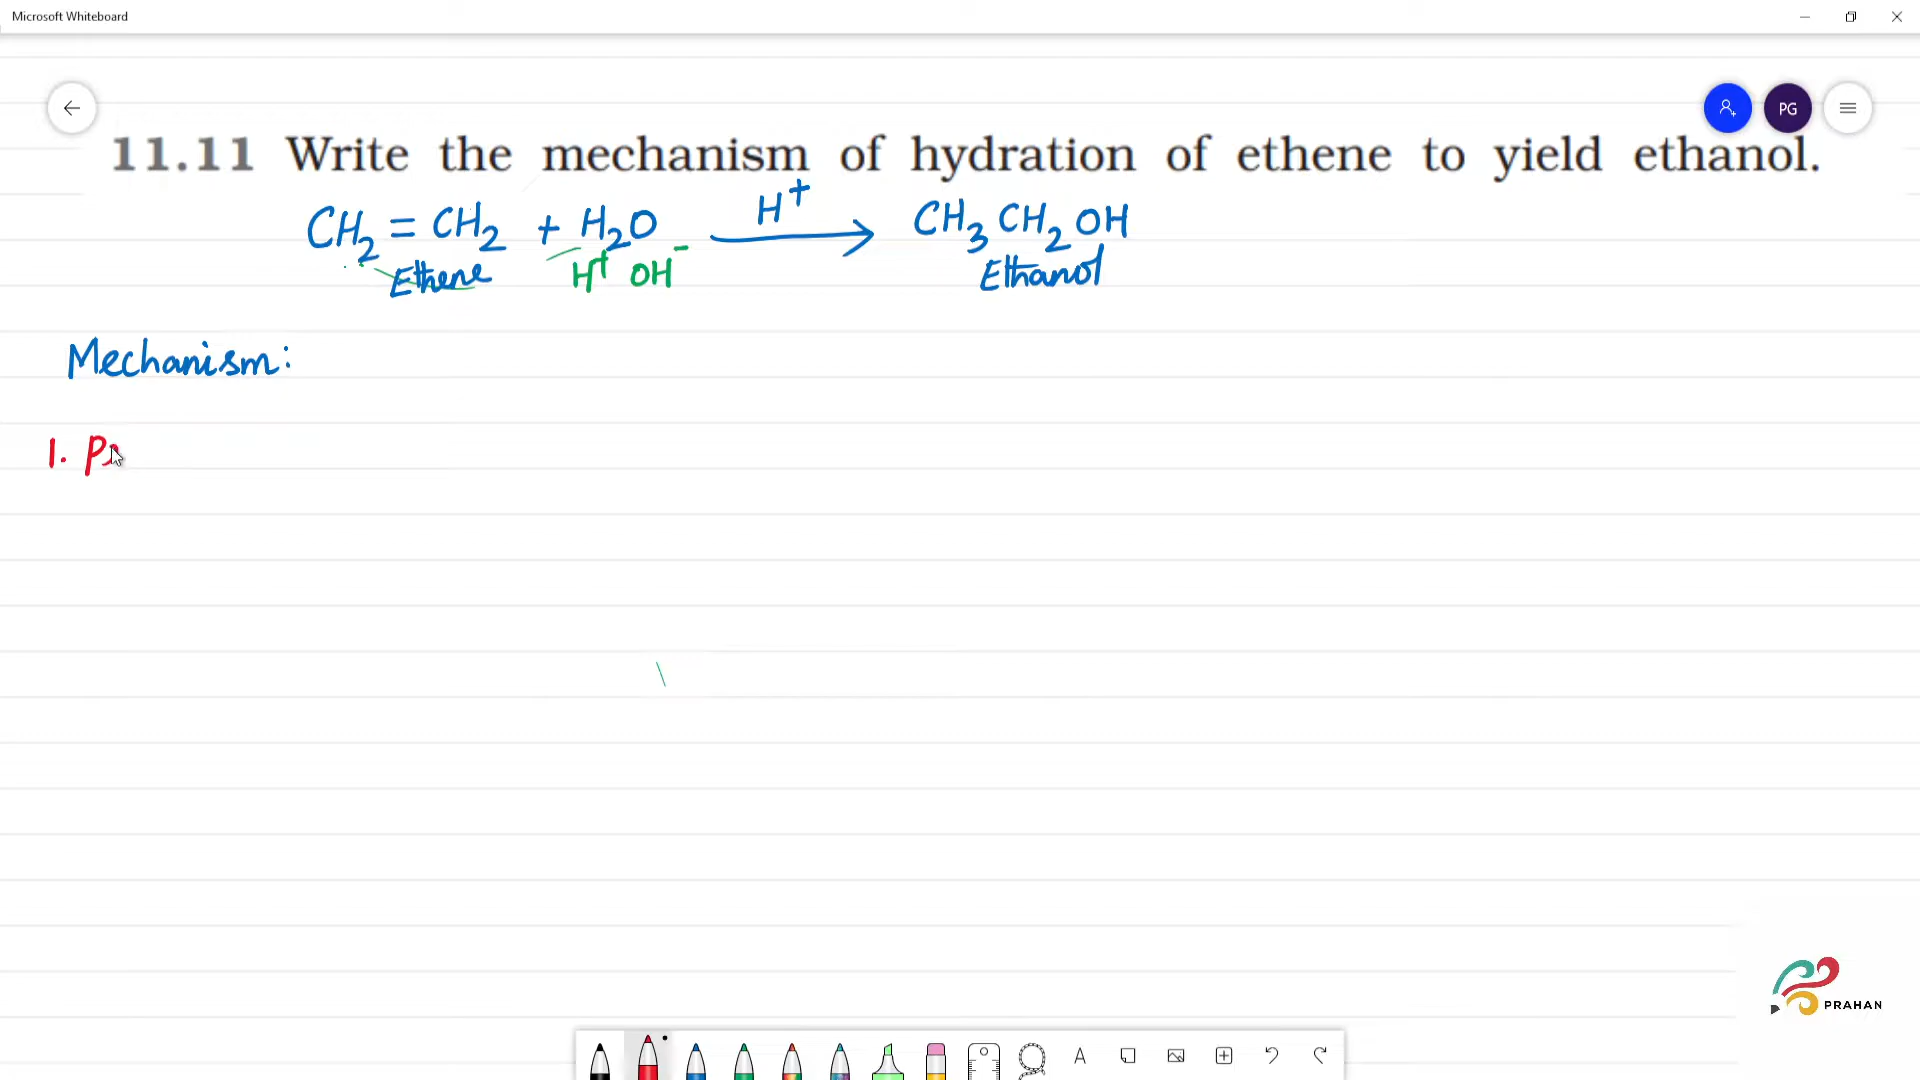 Microsoft Whiteboard
PG
11.11 Write the mechanism of hydration of ethene to yield ethanol.
CH₂ = CH₂ + H₂O H⁺ CH₃CH₂OH
Ethene H⁺ OH⁻ Ethanol
Mechanism:
1. Pr
PRAHAN
A